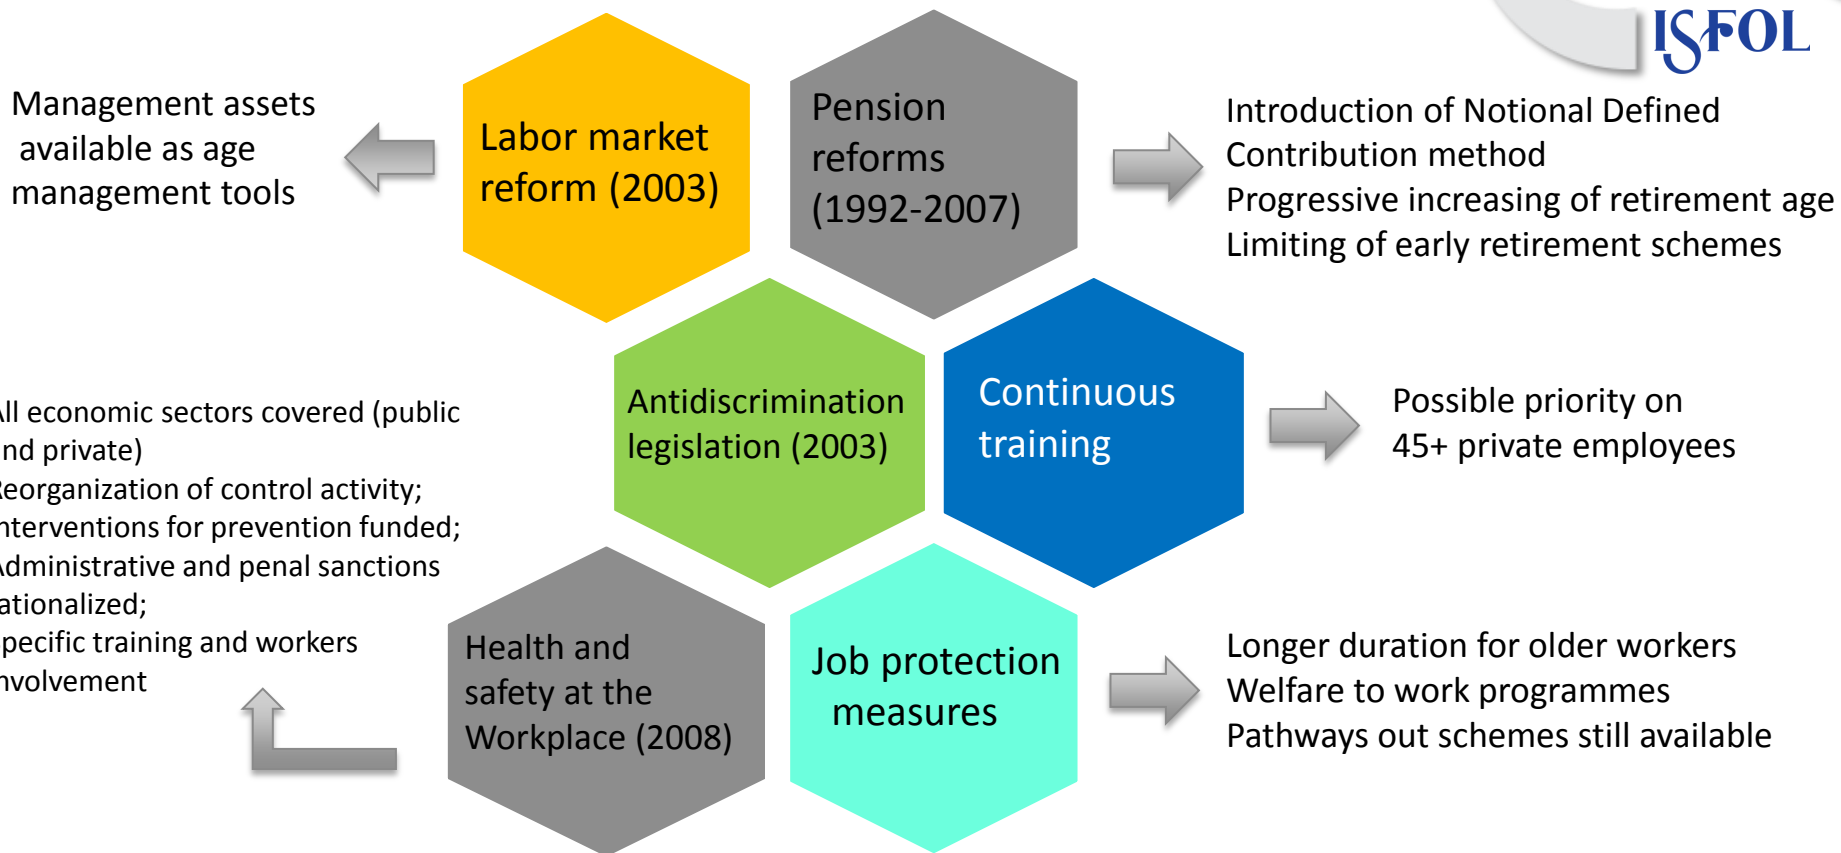 ISFOL
Management assets
available as age
management tools
Labor market
reform (2003)
Pension
reforms
(1992-2007)
Introduction of Notional Defined
Contribution method
Progressive increasing of retirement age
Limiting of early retirement schemes
All economic sectors covered (public
nd private)
Reorganization of control activity;
nterventions for prevention funded;
Administrative and penal sanctions
ationalized;
pecific training and workers
nvolvement
Antidiscrimination
legislation (2003)
Continuous
training
Possible priority on
45+ private employees
Health and
safety at the
Workplace (2008)
Job protection
measures
Longer duration for older workers
Welfare to work programmes
Pathways out schemes still available